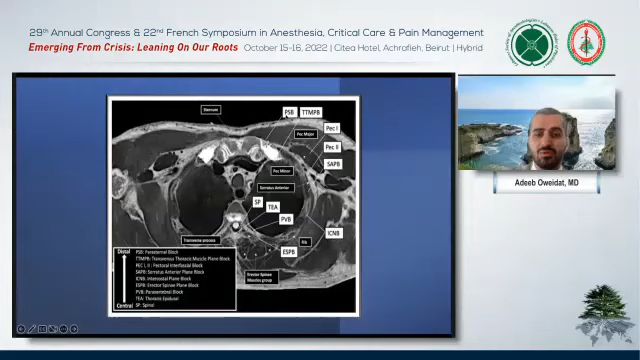 29th Annual Congress & 22nd French Symposium in Anesthesia, Critical Care & Pain Management
Emerging From Crisis: Leaning On Our Roots October 15-16, 2022 | Citea Hotel, Achrafieh, Beirut | Hybrid
Sternum
PSB TTMPB
Pec Major
Pec I
Pec II
SAPB
Pec Minor
Serratus Anterior
SP
TEA
PVB
ICNB
Transverse process
Rib
ESPB
Erector Spinae
Muscles group
Distal
Central
PSB: Parasternal Block
TTMPB: Transversus Thoracic Muscle Plane Block
PEC I, II: Pectoral Interfascial Block
SAPB: Serratus Anterior Plane Block
ICNB: Intercostal Plane Block
ESPB: Erector Spinae Plane Block
PVB: Paravertebral Block
TEA: Thoracic Epidural
SP: Spinal
Adeeb Oweidat, MD